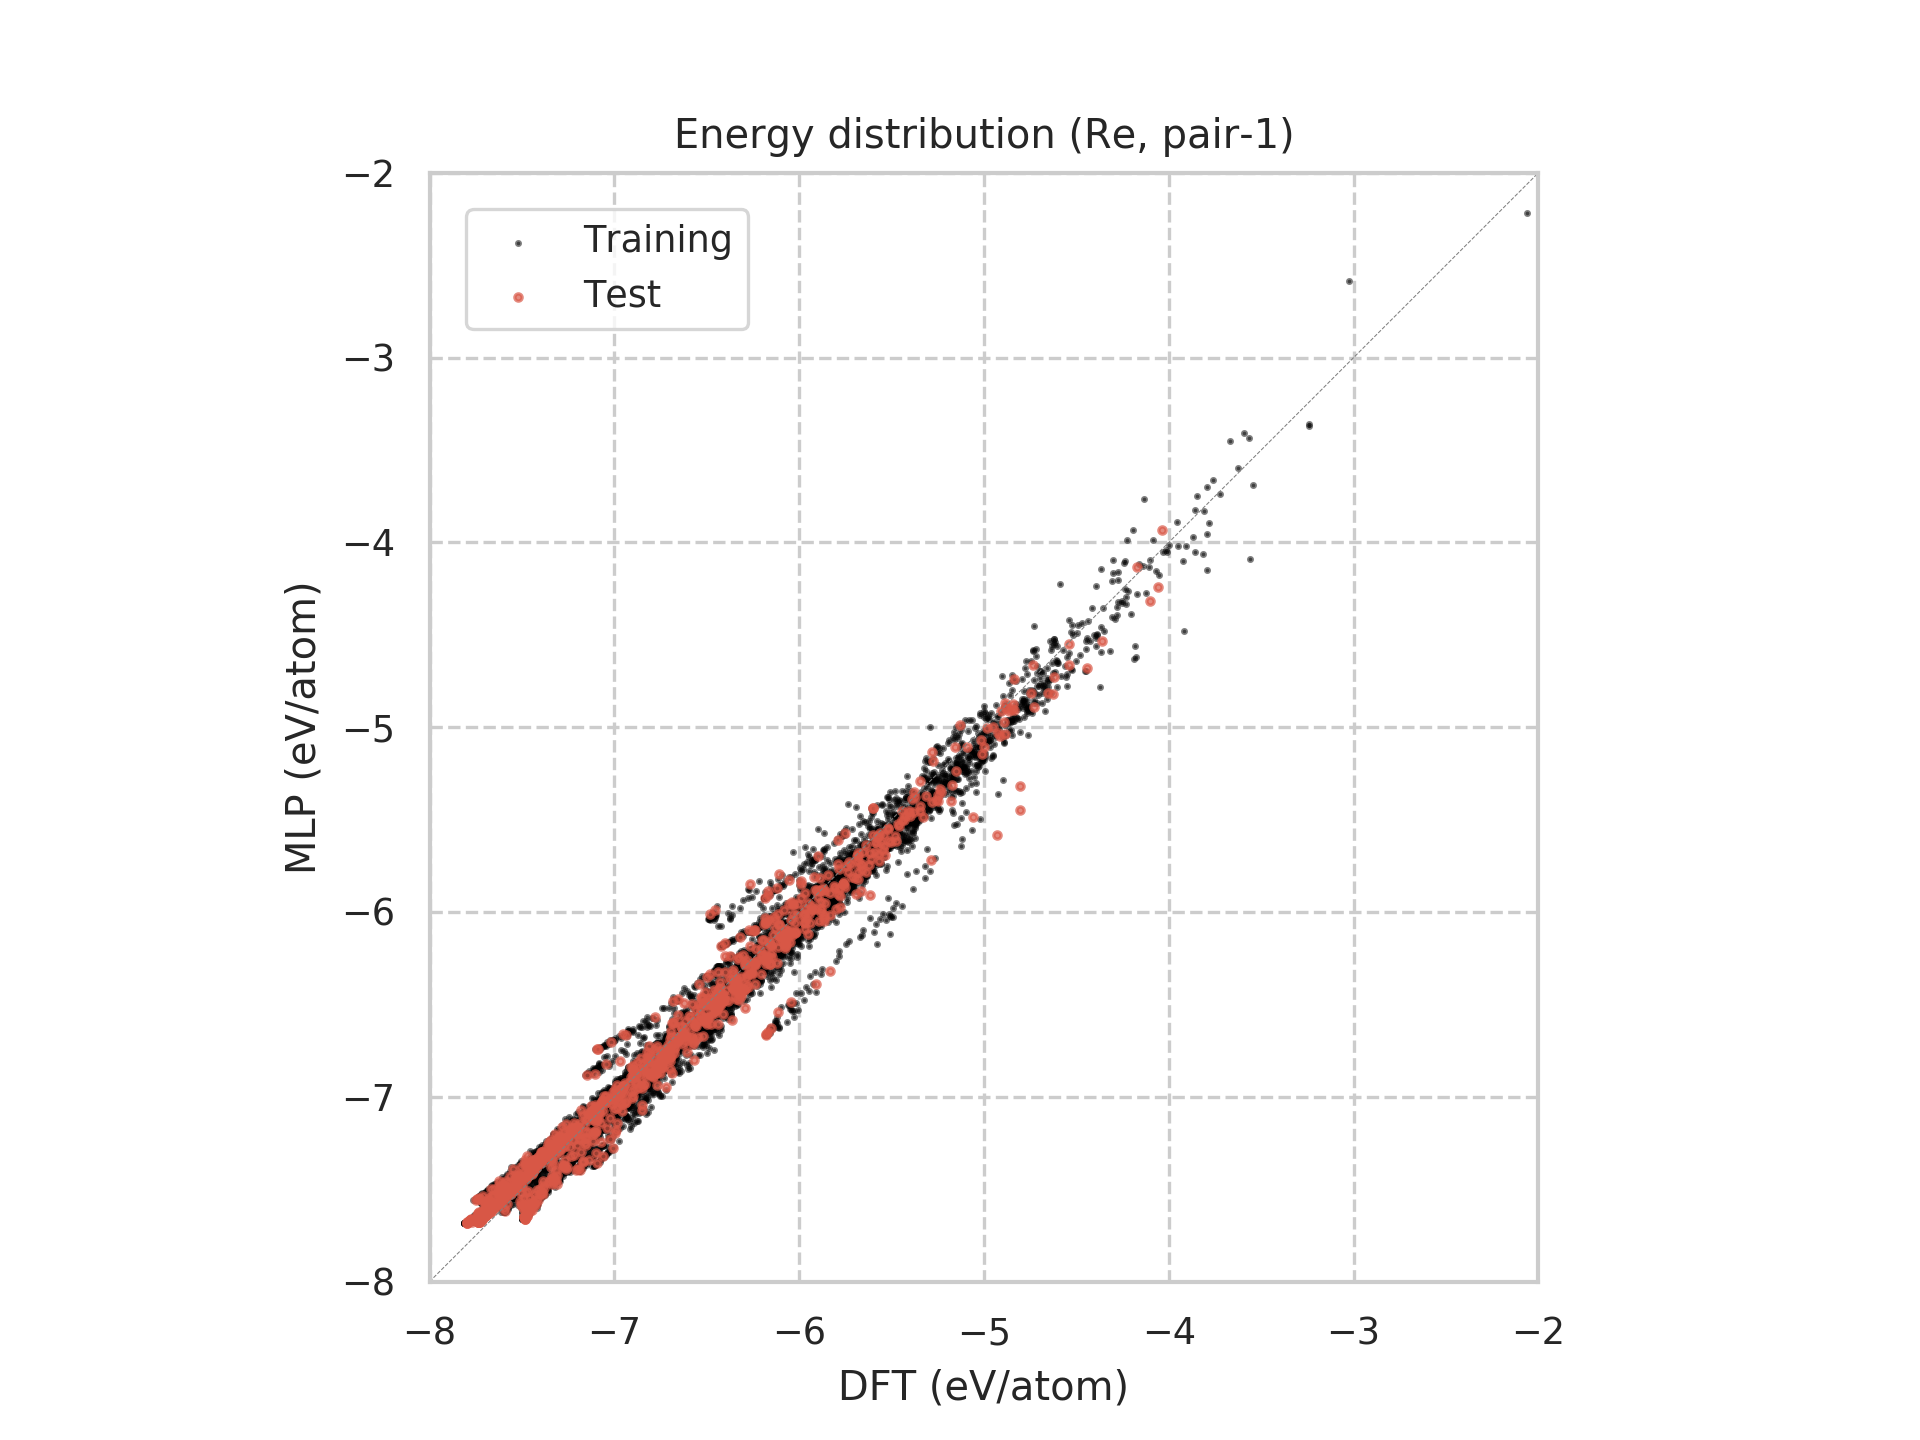 Energy distribution (Re, pair-1)
−2
Training
Test
−3
−4
−5
−6
−7
−8
MLP (eV/atom)
−8 −7 −6 −5 −4 −3 −2
DFT (eV/atom)